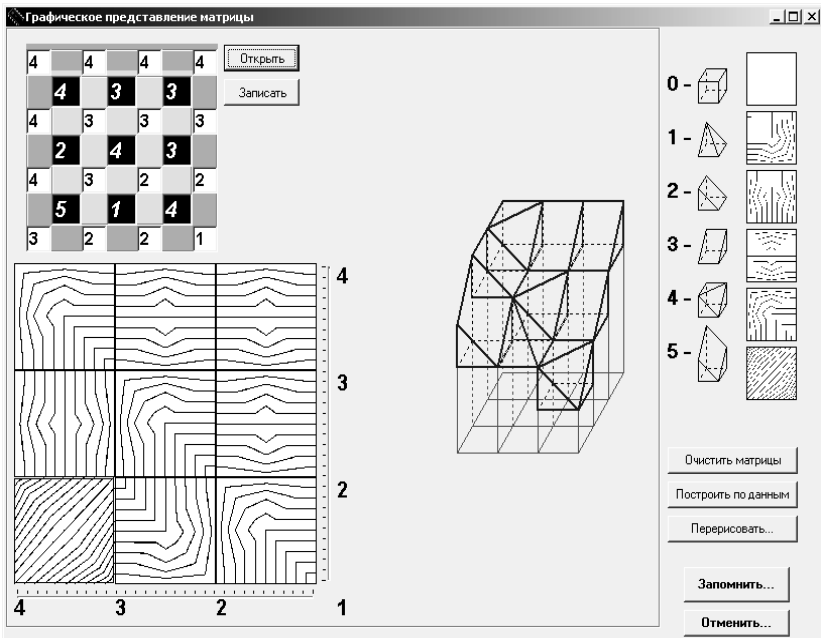 Графическое представление матрицы
4 4 4 4
4 3 3
4 3 3 3
2 4 3
4 3 2 2
5 1 4
3 2 2 1
Открыть
Записать
4
3
2
4 3 2 1
0 -
1 -
2 -
3 -
4 -
5 -
Очистить матрицы
Построить по данным
Перерисовать...
Запомнить...
Отменить...